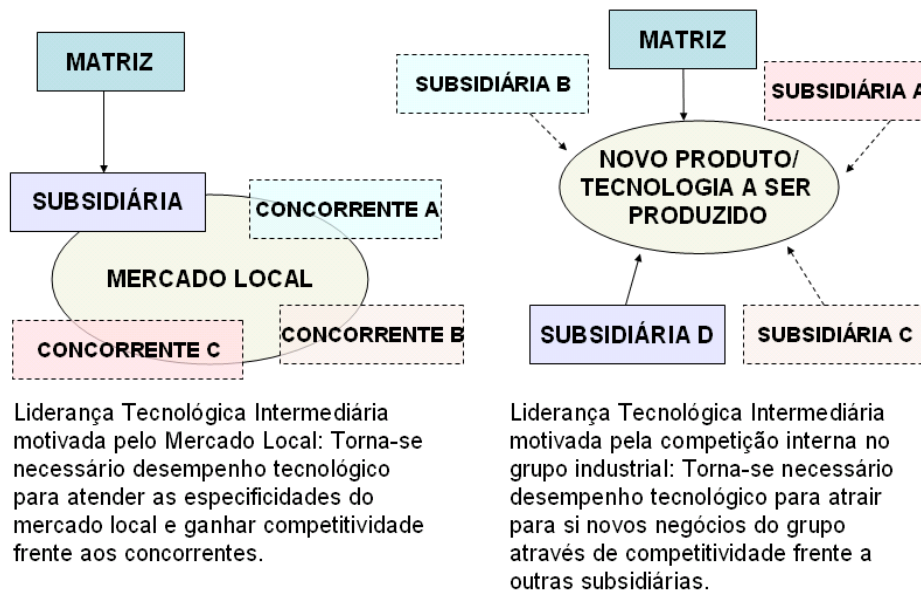 MATRIZ
SUBSIDIÁRIA
CONCORRENTE A
MERCADO LOCAL
CONCORRENTE B
CONCORRENTE C
Liderança Tecnológica Intermediária
motivada pelo Mercado Local: Torna-se
necessário desempenho tecnológico
para atender as especificidades do
mercado local e ganhar competitividade
frente aos concorrentes.
MATRIZ
SUBSIDIÁRIA B
SUBSIDIÁRIA A
NOVO PRODUTO/
TECNOLOGIA A SER
PRODUZIDO
SUBSIDIÁRIA D
SUBSIDIÁRIA C
Liderança Tecnológica Intermediária
motivada pela competição interna no
grupo industrial: Torna-se necessário
desempenho tecnológico para atrair
para si novos negócios do grupo
através de competitividade frente a
outras subsidiárias.